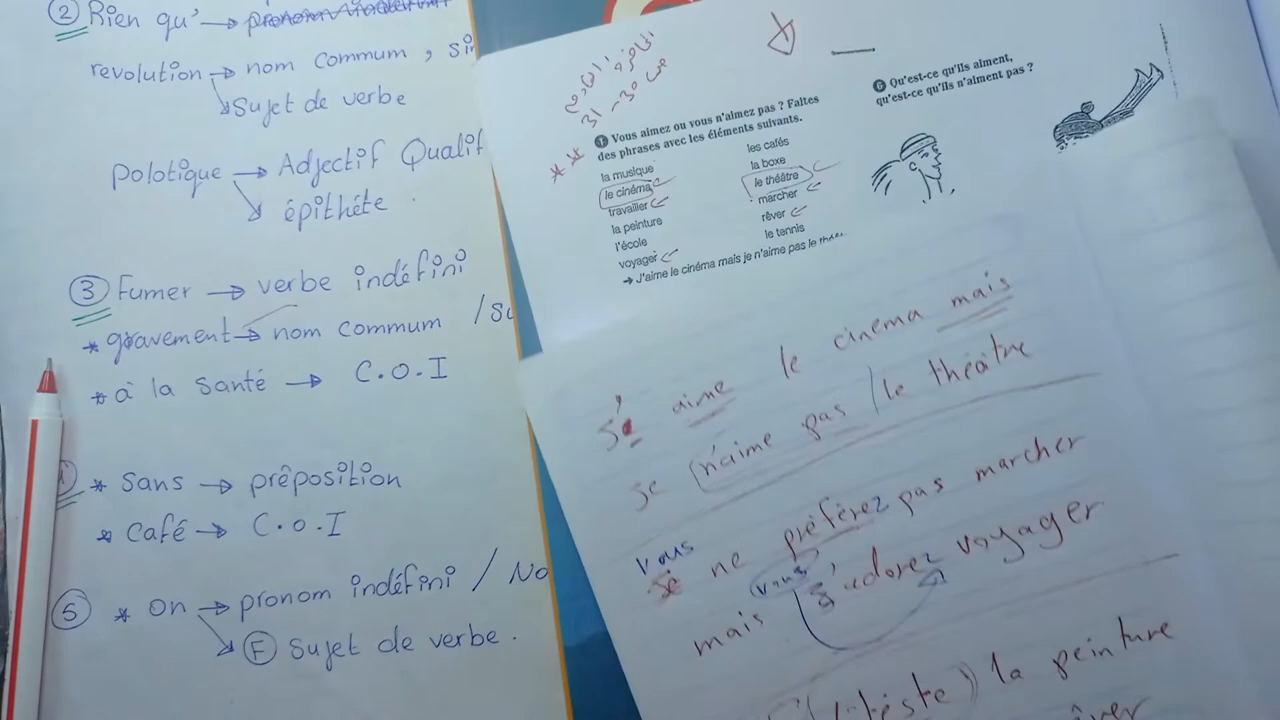 ② Rien qu' →
revolution → nom commum , si
↳ Sujet de verbe
polotique → Adjectif Qualif
↳ épithéte .
③ Fumer → verbe indéfini
* gravement → nom commum / Su
* à la Santé → C.O.I
* Sans → prêposition
* Café → C.O.I
⑤ * On → pronom indéfini / No
↳ Ⓕ Sujet de verbe .
Vous aimez ou vous n'aimez pas ? Faites
des phrases avec les éléments suivants.
la musique
le cinéma
travailler
la peinture
l'école
voyager
les cafés
la boxe
le théâtre
marcher
rêver
le tennis
→ J'aime le cinéma mais je n'aime pas le
Qu'est-ce qu'ils aiment,
qu'est-ce qu'ils n'aiment pas ?
31 - 30
J' aime le cinéma mais
je n'aime pas / le théâtre
vous
je ne préférez pas marcher
mais vous j'adorez voyager
la peinture